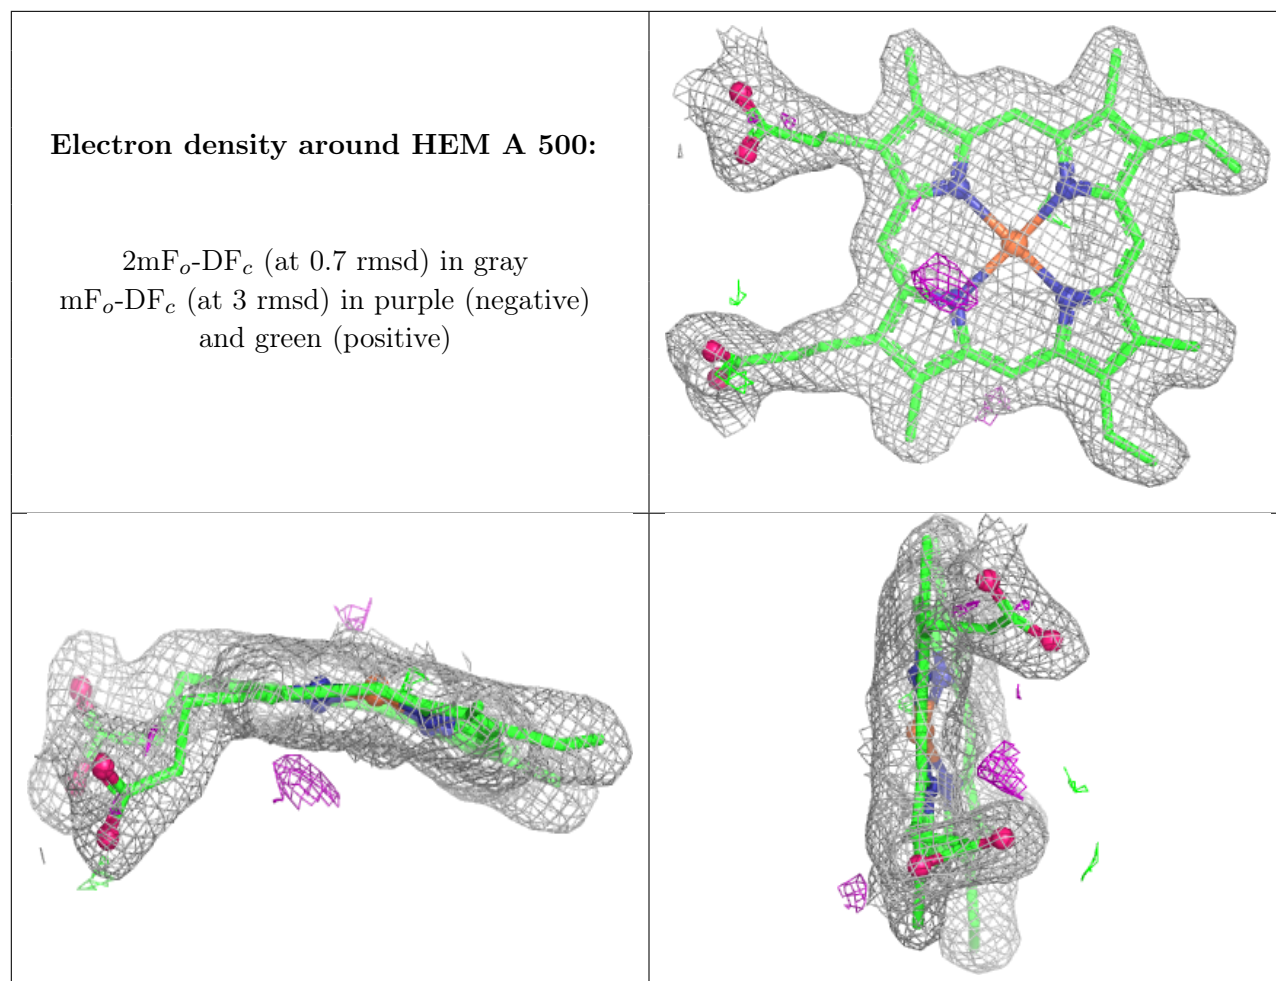 Electron density around HEM A 500:
2mFo-DFc (at 0.7 rmsd) in gray
mFo-DFc (at 3 rmsd) in purple (negative)
and green (positive)